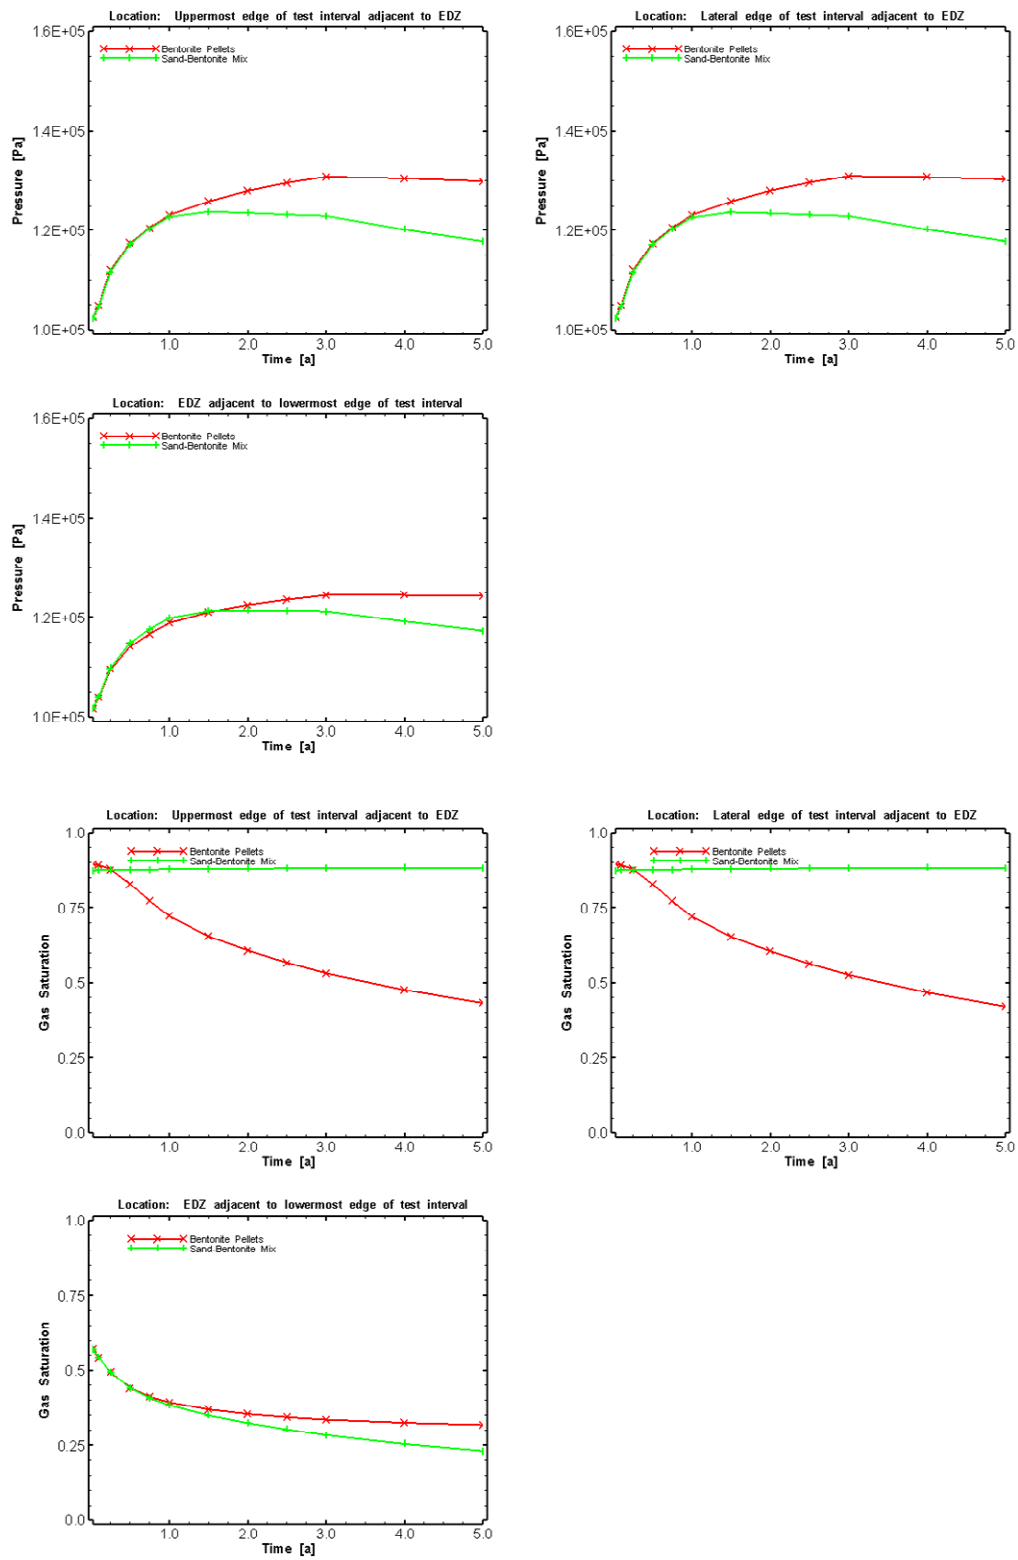 Location: Uppermost edge of test interval adjacent to EDZ
1.6E+05
Bentonite Pellets
Sand-Bentonite Mix
1.4E+05
Pressure [Pa]
1.2E+05
1.0E+05
1.0 2.0 3.0 4.0 5.0
Time [a]
Location: Lateral edge of test interval adjacent to EDZ
1.6E+05
Bentonite Pellets
Sand-Bentonite Mix
1.4E+05
Pressure [Pa]
1.2E+05
1.0E+05
1.0 2.0 3.0 4.0 5.0
Time [a]
Location: EDZ adjacent to lowermost edge of test interval
1.6E+05
Bentonite Pellets
Sand-Bentonite Mix
1.4E+05
Pressure [Pa]
1.2E+05
1.0E+05
1.0 2.0 3.0 4.0 5.0
Time [a]
Location: Uppermost edge of test interval adjacent to EDZ
1.0
Bentonite Pellets
Sand-Bentonite Mix
0.75
Gas Saturation
0.5
0.25
0.0
1.0 2.0 3.0 4.0 5.0
Time [a]
Location: Lateral edge of test interval adjacent to EDZ
1.0
Bentonite Pellets
Sand-Bentonite Mix
0.75
Gas Saturation
0.5
0.25
0.0
1.0 2.0 3.0 4.0 5.0
Time [a]
Location: EDZ adjacent to lowermost edge of test interval
1.0
Bentonite Pellets
Sand-Bentonite Mix
0.75
Gas Saturation
0.5
0.25
0.0
1.0 2.0 3.0 4.0 5.0
Time [a]